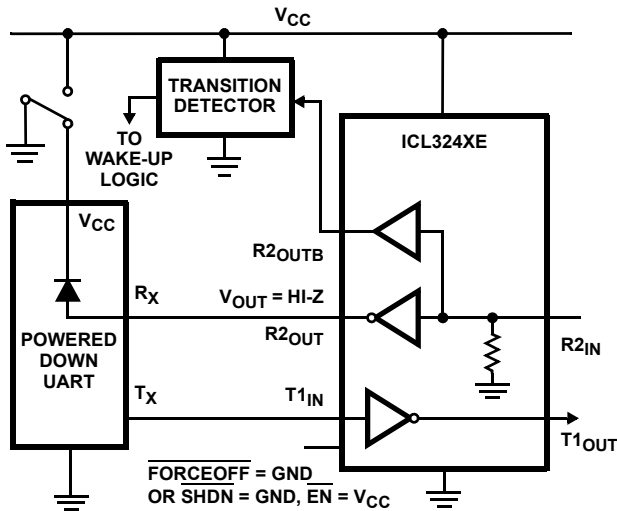 VCC
TRANSITION
DETECTOR
TO
WAKE-UP
LOGIC
ICL324XE
VCC
R2OUTB
RX
VOUT = HI-Z
R2OUT
R2IN
POWERED
DOWN
UART
TX
T1IN
T1OUT
FORCEOFF = GND
OR SHDN = GND, EN = VCC